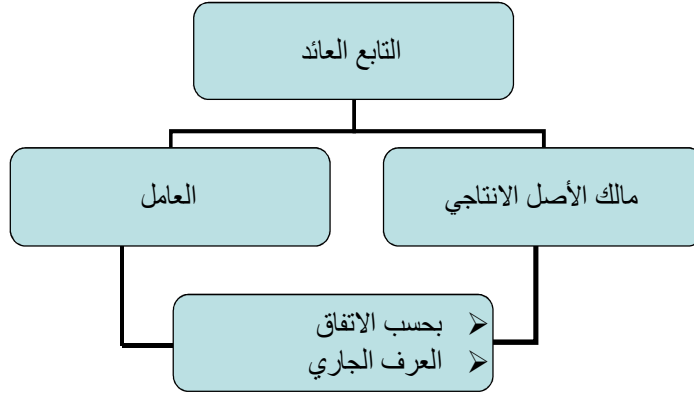 التابع العائد
مالك الأصل الانتاجي
العامل
⮚ بحسب الاتفاق
⮚ العرف الجاري